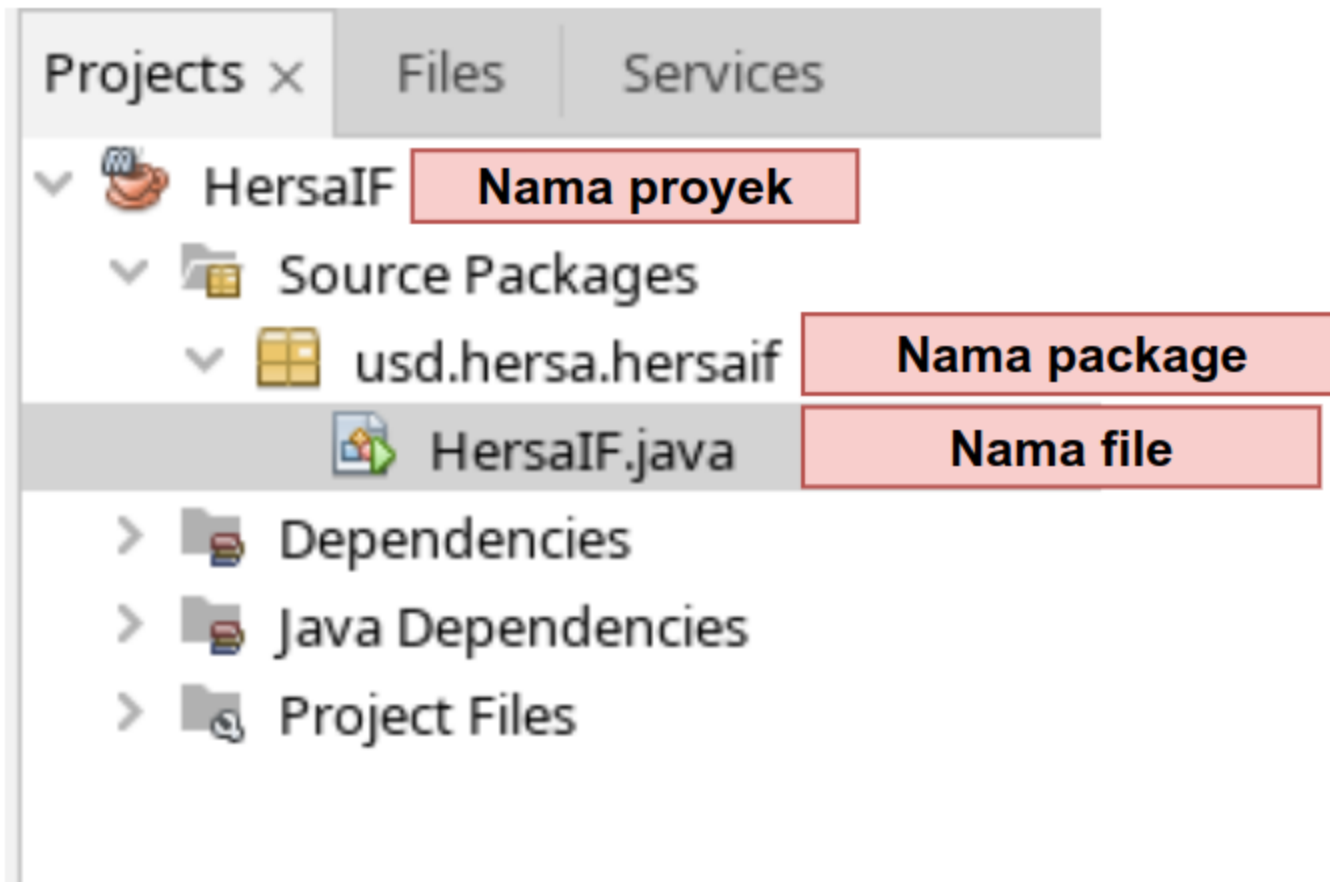 Projects × Files Services
HersaIF Nama proyek
Source Packages
usd.hersa.hersaif Nama package
HersaIF.java Nama file
Dependencies
Java Dependencies
Project Files